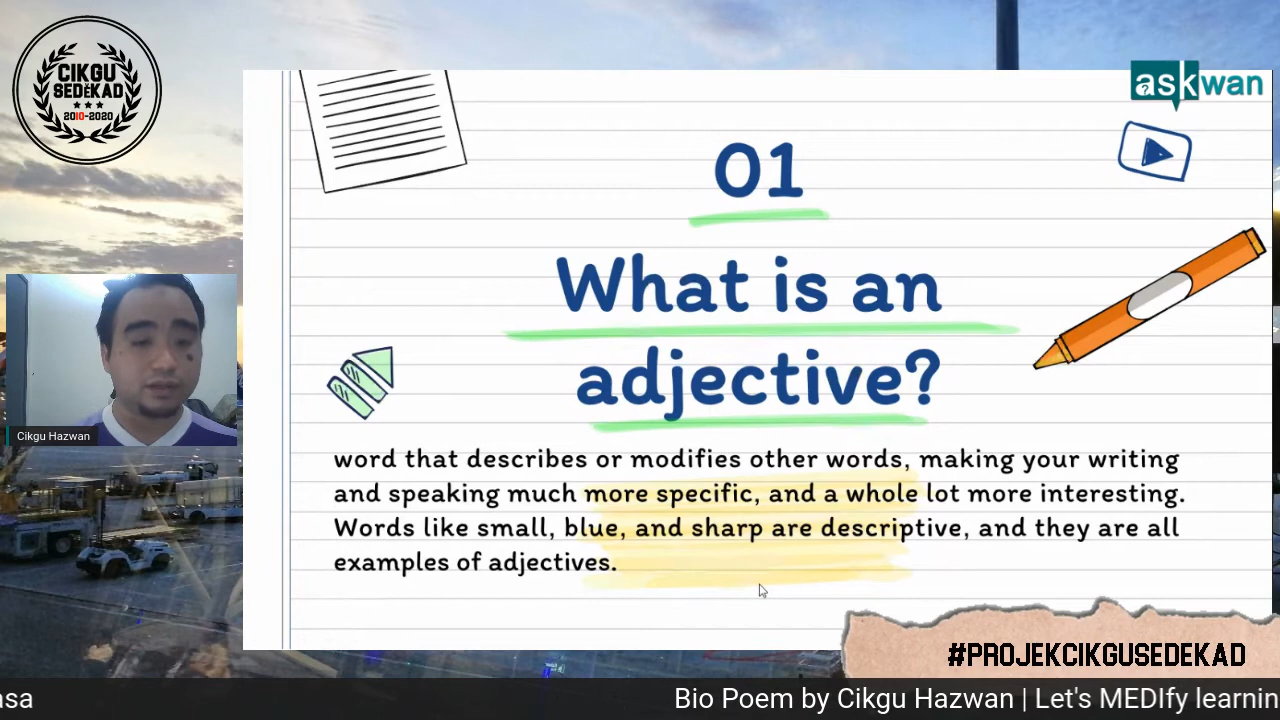 CIKGU
SEDEKAD
2010-2020
askwan
01
What is an
adjective?
word that describes or modifies other words, making your writing
and speaking much more specific, and a whole lot more interesting.
Words like small, blue, and sharp are descriptive, and they are all
examples of adjectives.
Cikgu Hazwan
#PROJEKCIKGUSEDEKAD
asa
Bio Poem by Cikgu Hazwan | Let's MEDIfy learnin